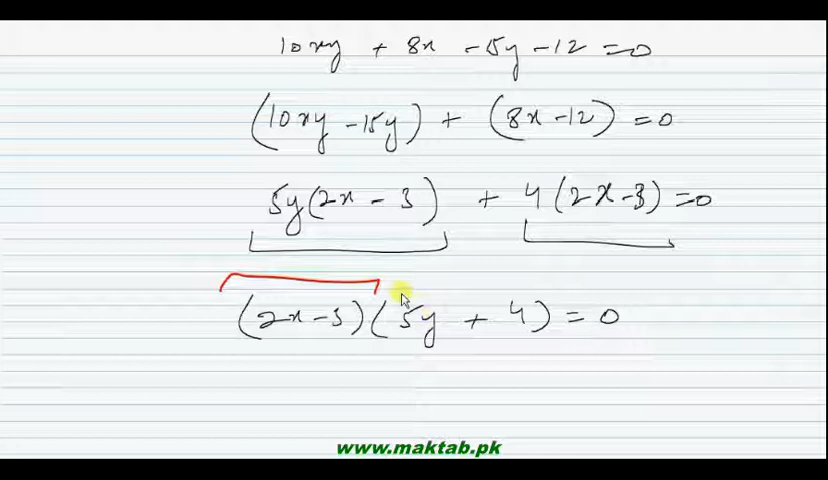 10xy + 8x - 15y - 12 = 0
(10xy - 15y) + (8x - 12) = 0
5y(2x - 3) + 4(2x - 3) = 0
(2x - 3)(5y + 4) = 0
www.maktab.pk